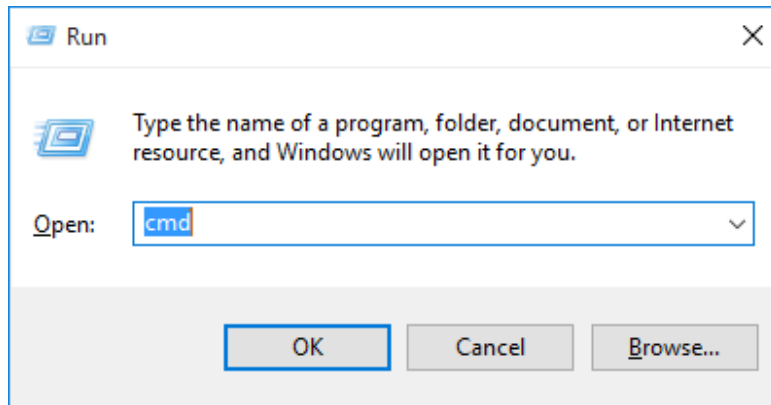 Run
Type the name of a program, folder, document, or Internet
resource, and Windows will open it for you.
Open: cmd
OK Cancel Browse...